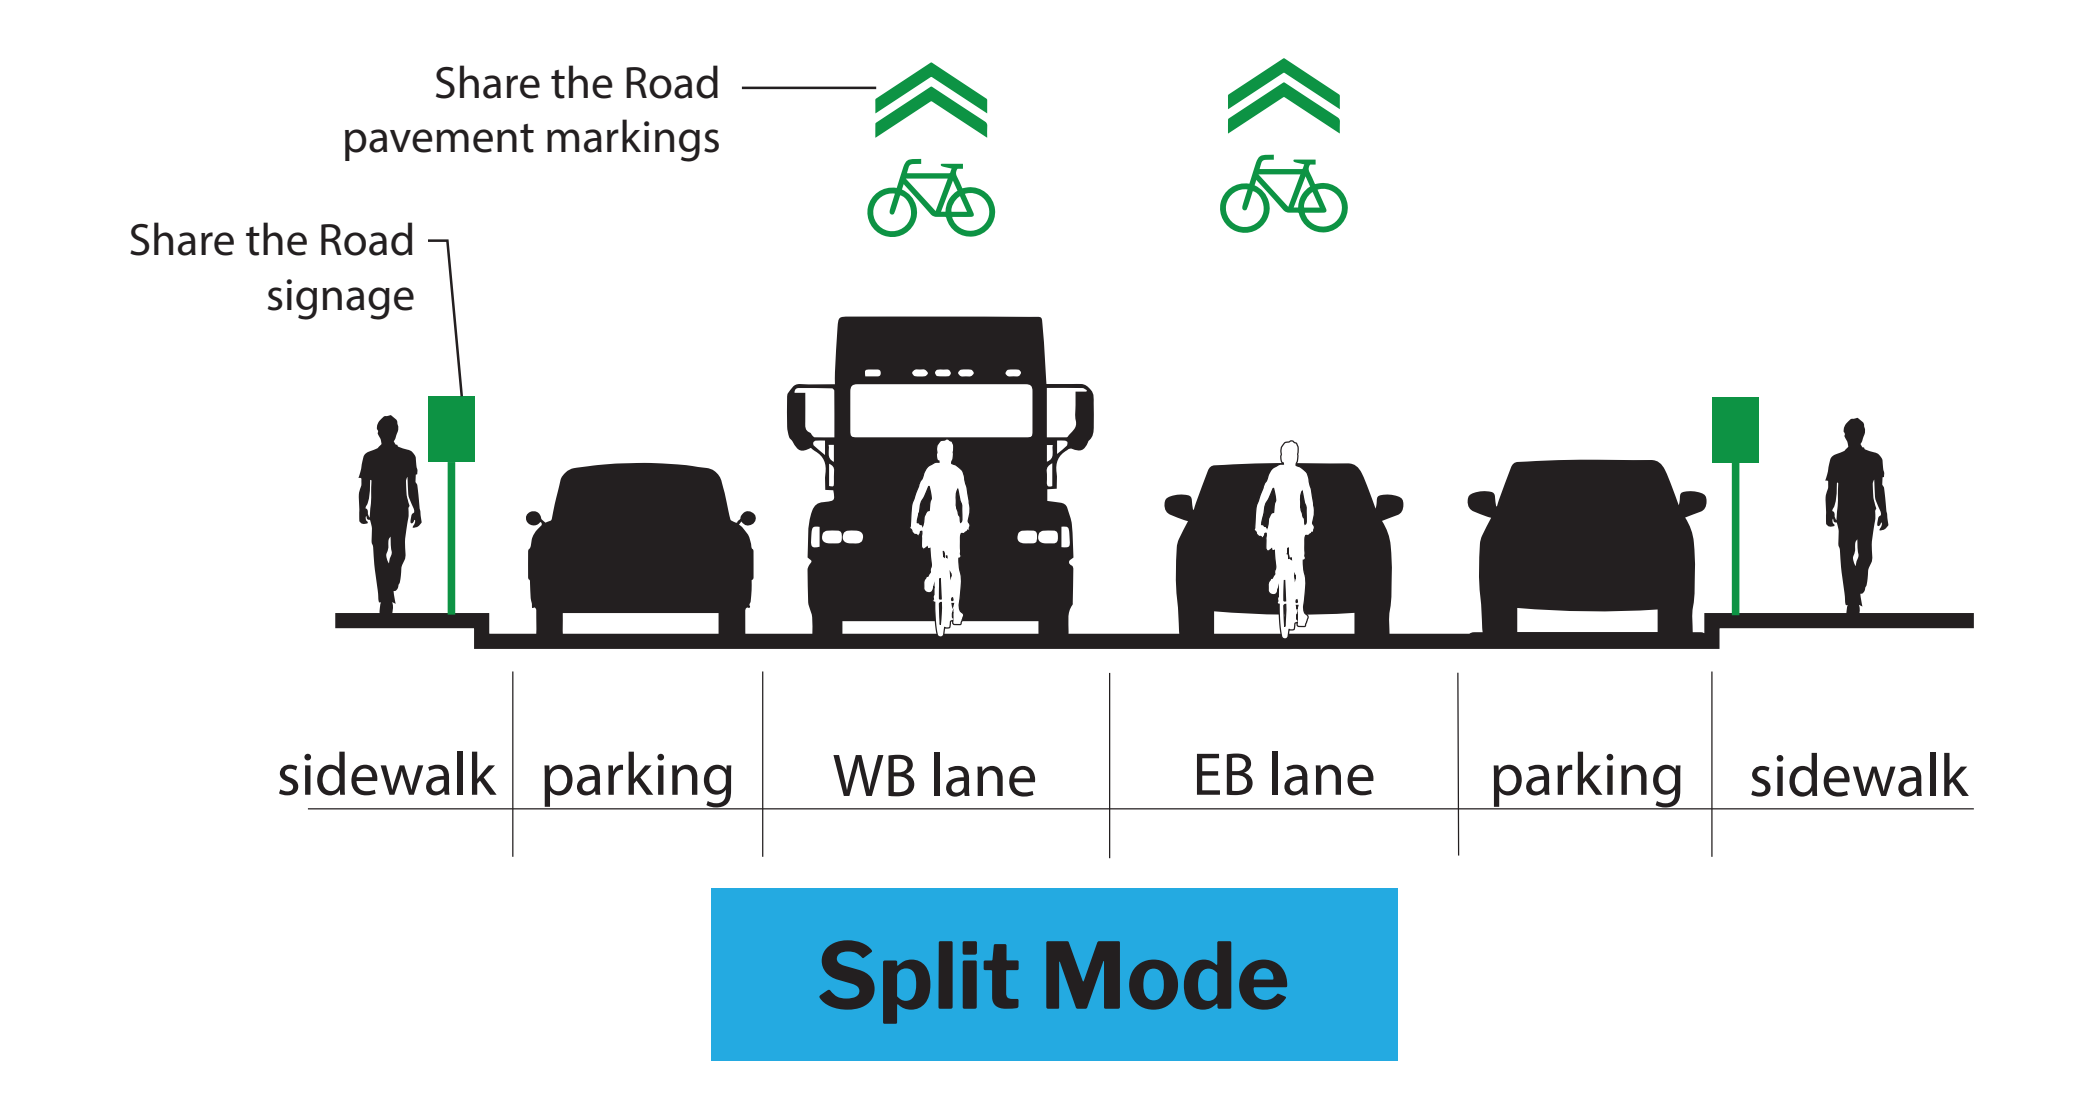 Share the Road
pavement markings
Share the Road
signage
sidewalk
parking
WB lane
EB lane
parking
sidewalk
Split Mode